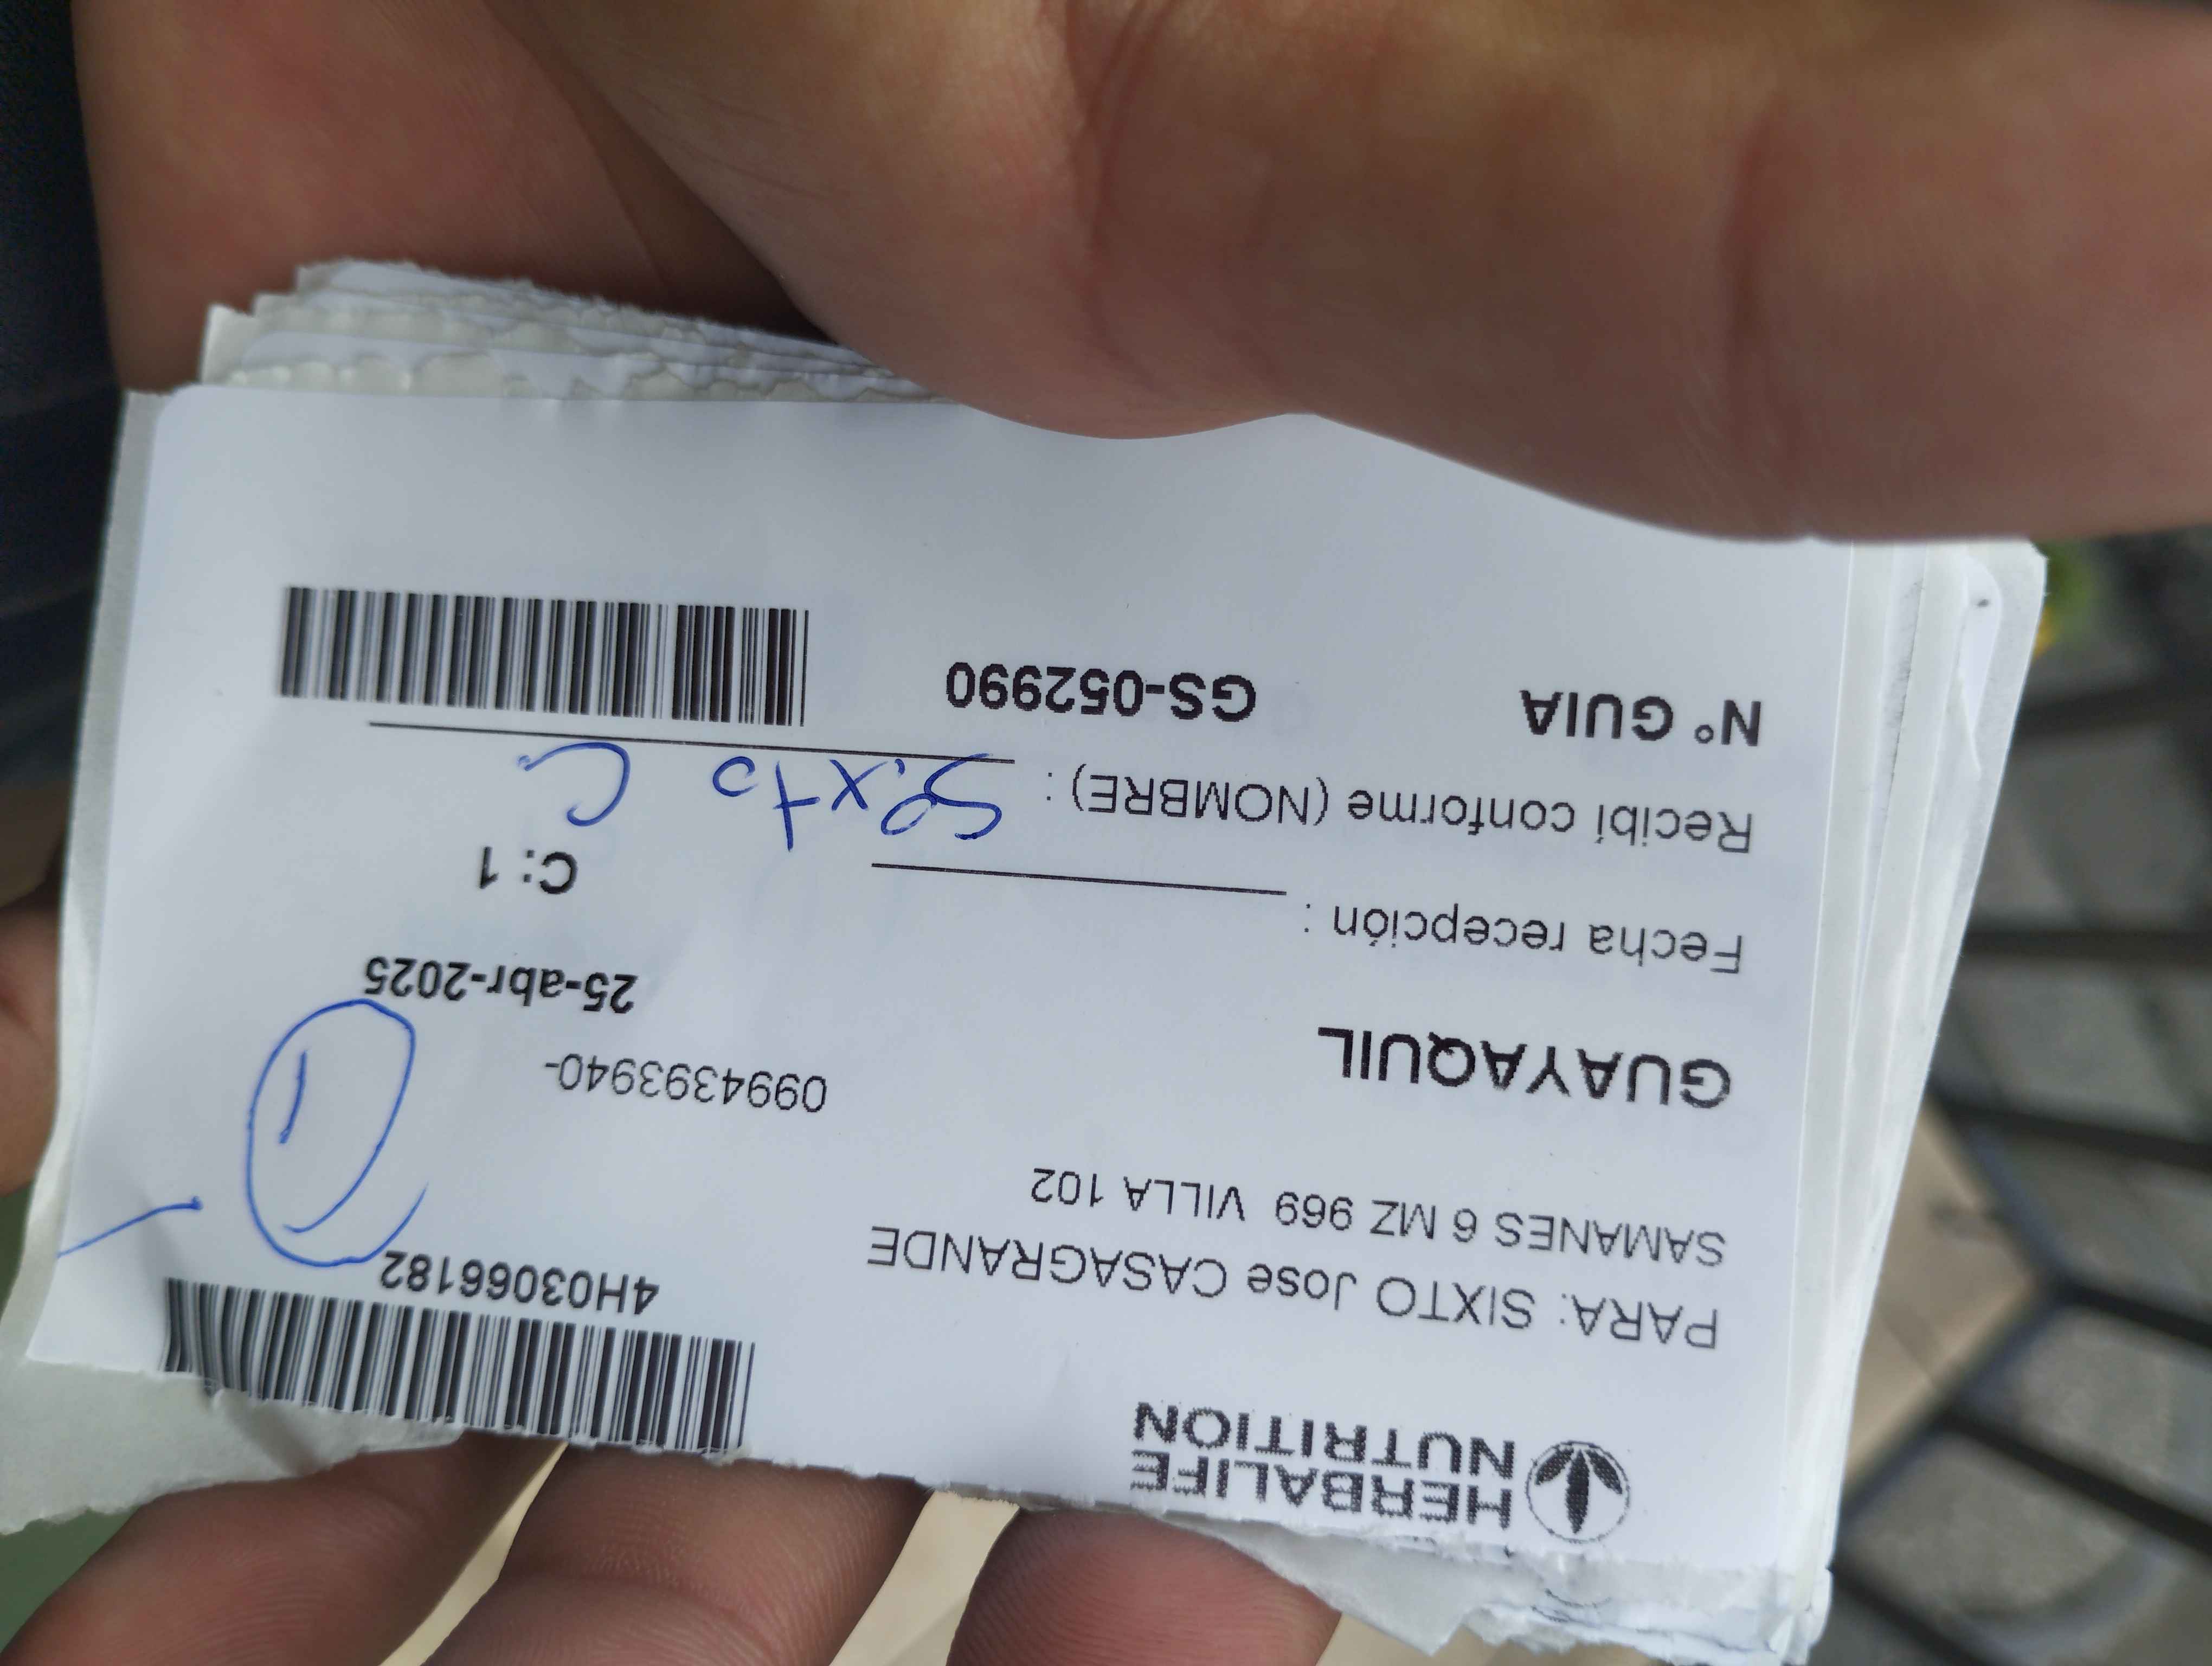 HERBALIFE
NUTRITION
4H03066182
PARA: SIXTO Jose CASAGRANDE
SAMANES 6 MZ 969 VILLA 102
1
0994393940-
GUAYAQUIL
25-abr-2025
Fecha recepción :
C: 1
Recibí conforme (NOMBRE) : Sixto C.
N° GUIA GS-052990